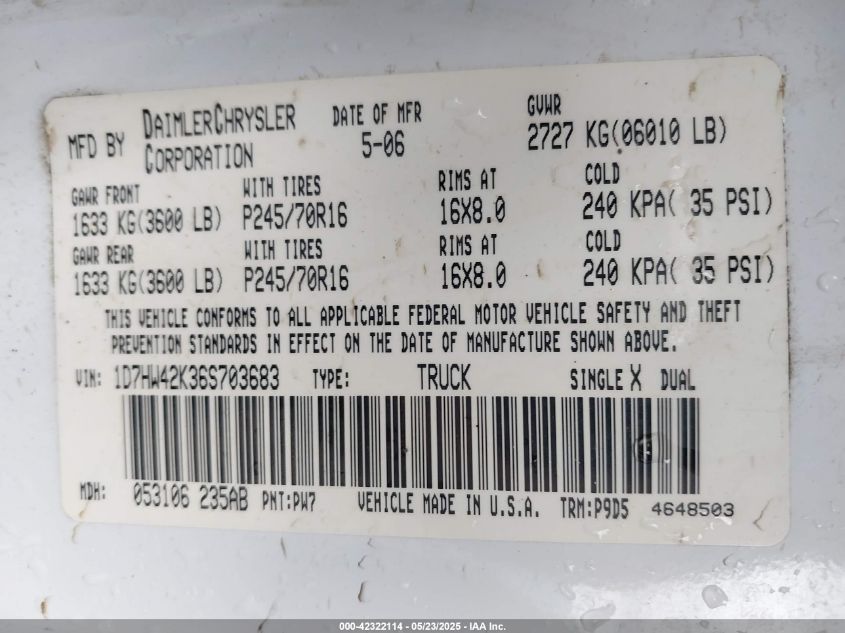 MFD BY DAIMLERCHRYSLER CORPORATION DATE OF MFR 5-06 GVWR 2727 KG(06010 LB)
GAWR FRONT WITH TIRES RIMS AT COLD
1633 KG(3600 LB) P245/70R16 16X8.0 240 KPA( 35 PSI)
GAWR REAR WITH TIRES RIMS AT COLD
1633 KG(3600 LB) P245/70R16 16X8.0 240 KPA( 35 PSI)
THIS VEHICLE CONFORMS TO ALL APPLICABLE FEDERAL MOTOR VEHICLE SAFETY AND THEFT
PREVENTION STANDARDS IN EFFECT ON THE DATE OF MANUFACTURE SHOWN ABOVE.
VIN: 1D7HW42K36S703683 TYPE: TRUCK SINGLE X DUAL
MDH: 053106 235AB PNT:PW7 VEHICLE MADE IN U.S.A. TRM:P9D5 4648503
000-42322114 - 05/23/2025 - IAA Inc.